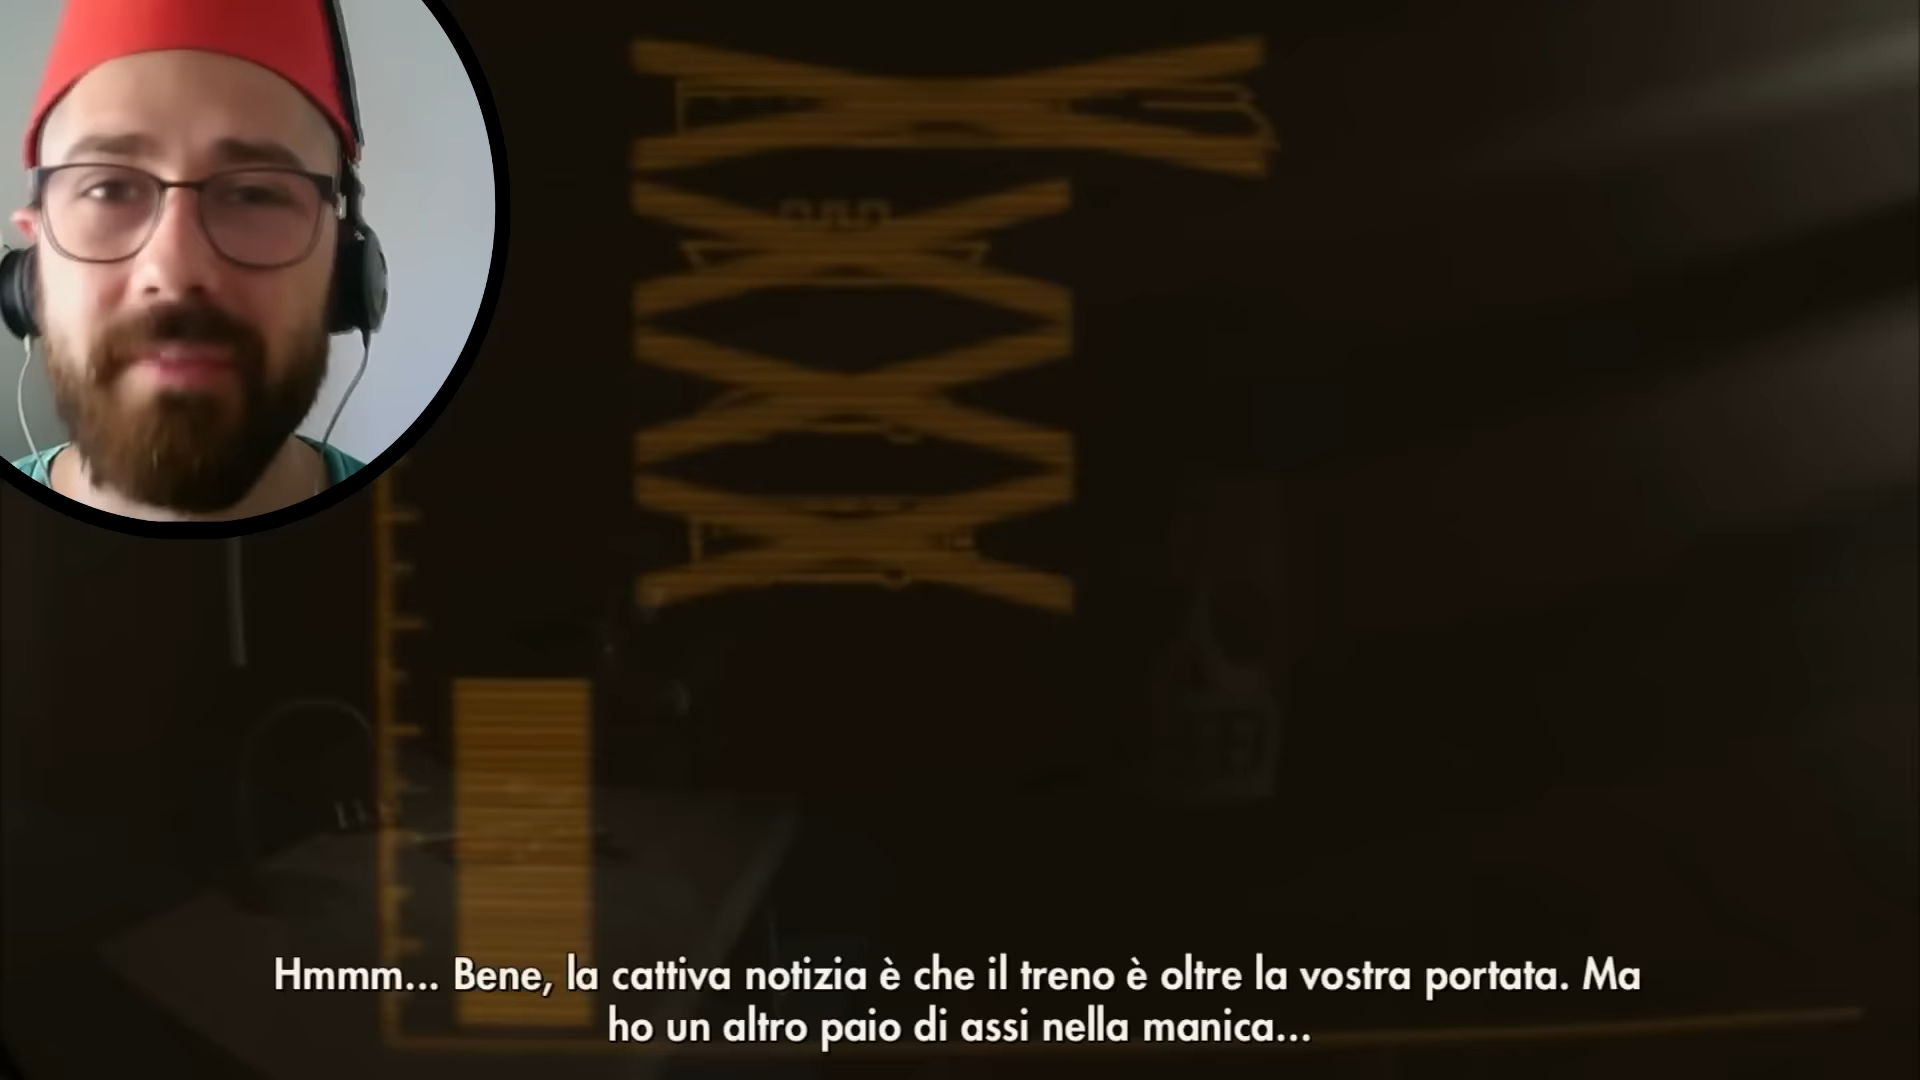 Hmmm... Bene, la cattiva notizia è che il treno è oltre la vostra portata. Ma
ho un altro paio di assi nella manica...